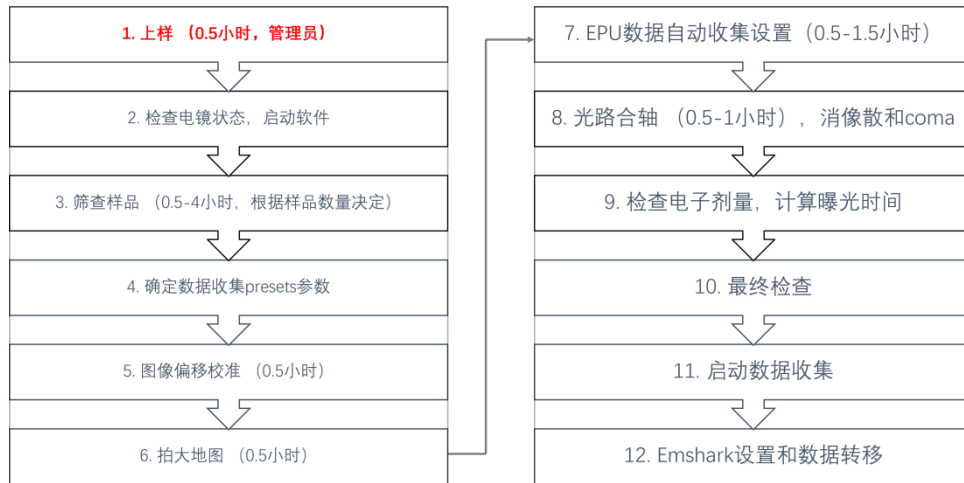 1. 上样 （0.5小时，管理员）
2. 检查电镜状态，启动软件
3. 筛查样品 （0.5-4小时，根据样品数量决定）
4. 确定数据收集presets参数
5. 图像偏移校准 （0.5小时）
6. 拍大地图 （0.5小时）
7. EPU数据自动收集设置（0.5-1.5小时）
8. 光路合轴 （0.5-1小时），消像散和coma
9. 检查电子剂量，计算曝光时间
10. 最终检查
11. 启动数据收集
12. Emshark设置和数据转移